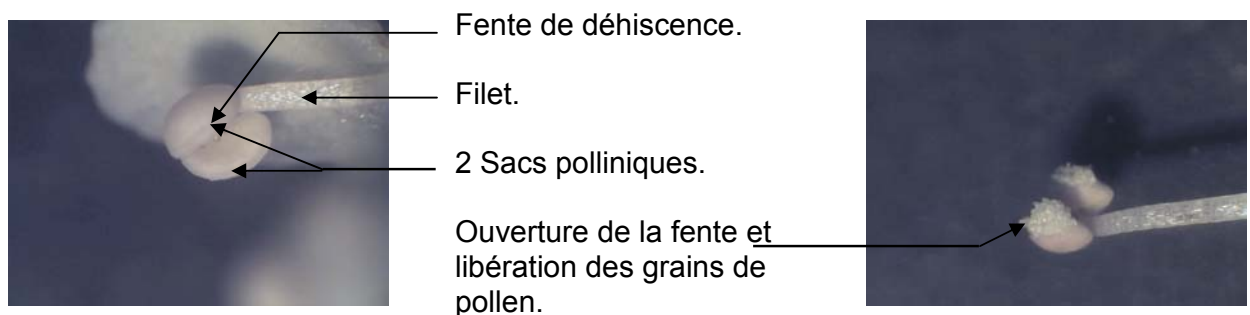 Fente de déhiscence.
Filet.
2 Sacs polliniques.
Ouverture de la fente et
libération des grains de
pollen.